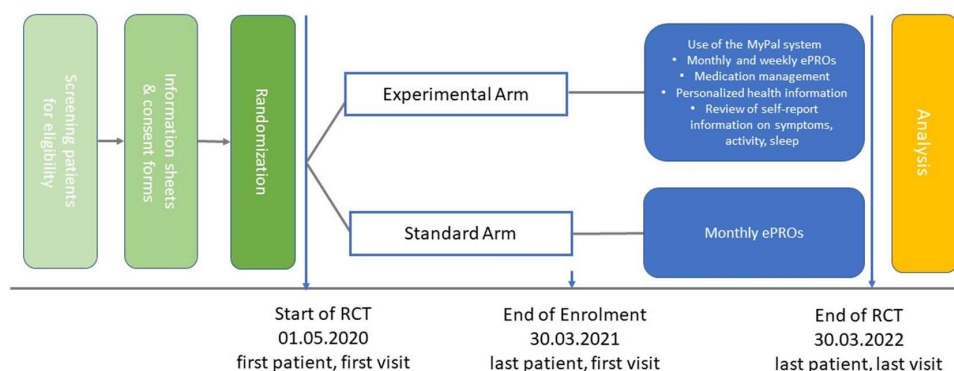 Screening patients
for eligibility
Information sheets
& consent forms
Randomization
Experimental Arm
Use of the MyPal system
• Monthly and weekly ePROs
• Medication management
• Personalized health information
• Review of self-report
information on symptoms,
activity, sleep
Standard Arm
Monthly ePROs
Analysis
Start of RCT
01.05.2020
first patient, first visit
End of Enrolment
30.03.2021
last patient, first visit
End of RCT
30.03.2022
last patient, last visit